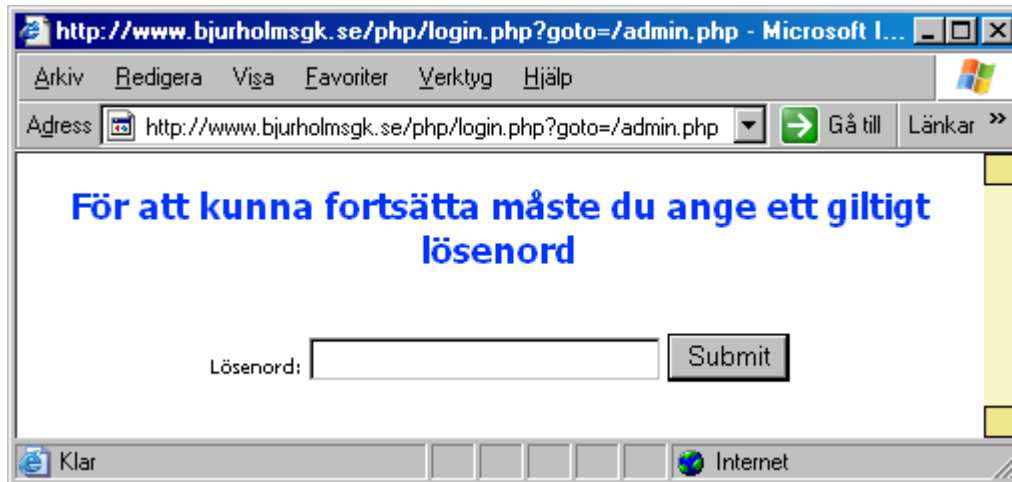 http://www.bjurholmsgk.se/php/login.php?goto=/admin.php - Microsoft I...
Arkiv Redigera Visa Favoriter Verktyg Hjälp
Adress http://www.bjurholmsgk.se/php/login.php?goto=/admin.php Gå till Länkar »
För att kunna fortsätta måste du ange ett giltigt
lösenord
Lösenord: Submit
Klar Internet